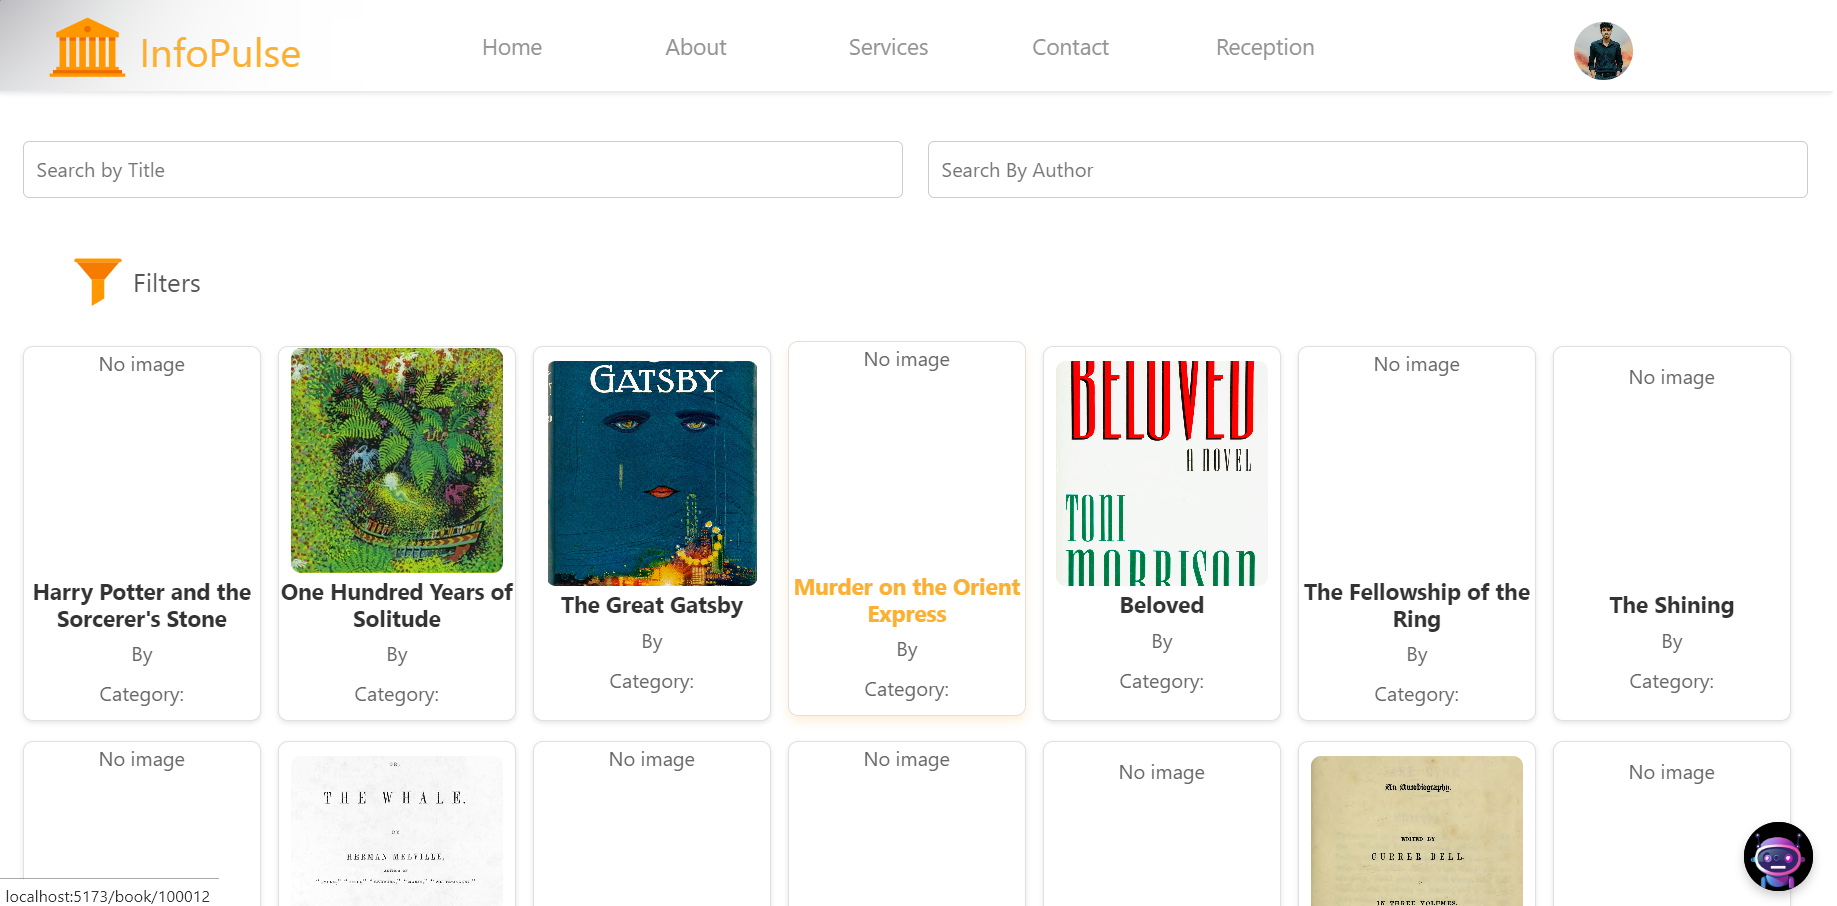 InfoPulse
Home
About
Services
Contact
Reception
Search by Title
Search By Author
Filters
No image
Harry Potter and the
Sorcerer's Stone
By
Category:
One Hundred Years of
Solitude
By
Category:
GATSBY
The Great Gatsby
By
Category:
No image
Murder on the Orient
Express
By
Category:
BELOVED
A NOVEL
TONI
MORRISON
Beloved
By
Category:
No image
The Fellowship of the
Ring
By
Category:
No image
The Shining
By
Category:
No image
OR,
THE WHALE.
BY
HERMAN MELVILLE,
AUTHOR OF
No image
No image
No image
An Autobiography.
EDITED BY
CURRER BELL.
IN THREE VOLUMES.
No image
localhost:5173/book/100012